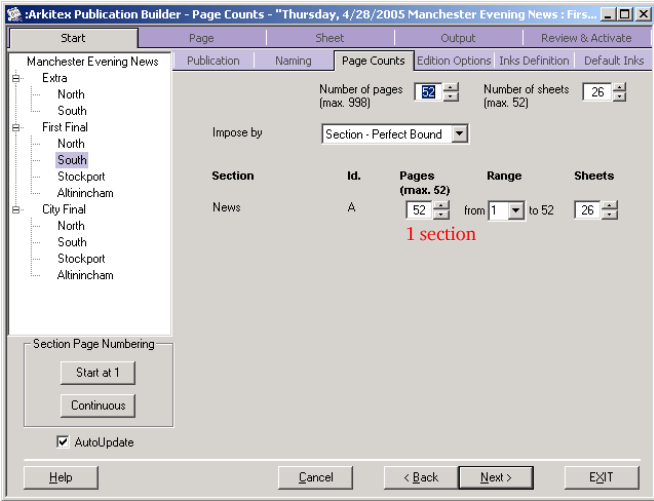 :Arkitex Publication Builder - Page Counts - "Thursday, 4/28/2005 Manchester Evening News : Firs...
Start Page Sheet Output Review & Activate
Publication Naming Page Counts Edition Options Inks Definition Default Inks
Manchester Evening News
Extra
North
South
First Final
North
South
Stockport
Altinincham
City Final
North
South
Stockport
Altinincham
Section Page Numbering
Start at 1
Continuous
AutoUpdate
Number of pages 52 Number of sheets 26
(max. 998) (max. 52)
Impose by Section - Perfect Bound
Section Id. Pages Range Sheets
(max. 52)
News A 52 from 1 to 52 26
1 section
Help Cancel < Back Next > EXIT